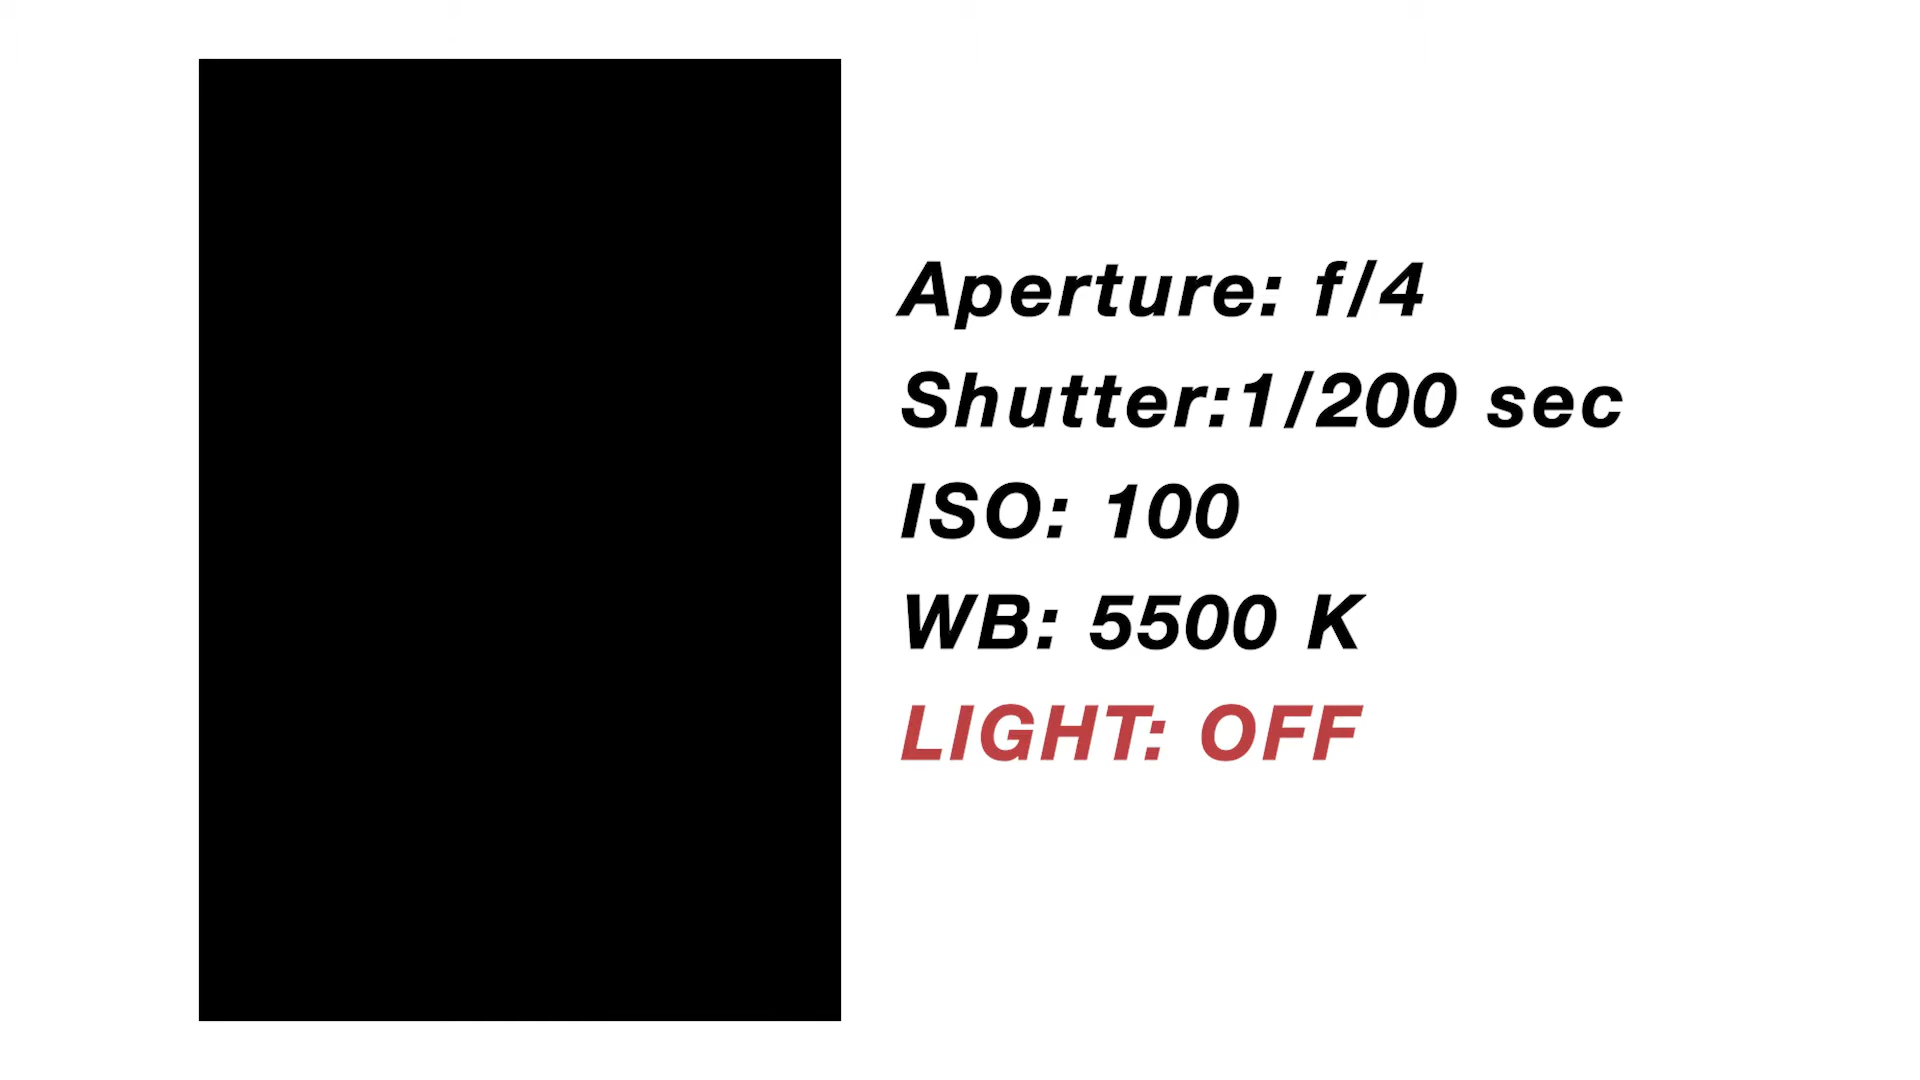 Aperture: f/4
Shutter:1/200 sec
ISO: 100
WB: 5500 K
LIGHT: OFF